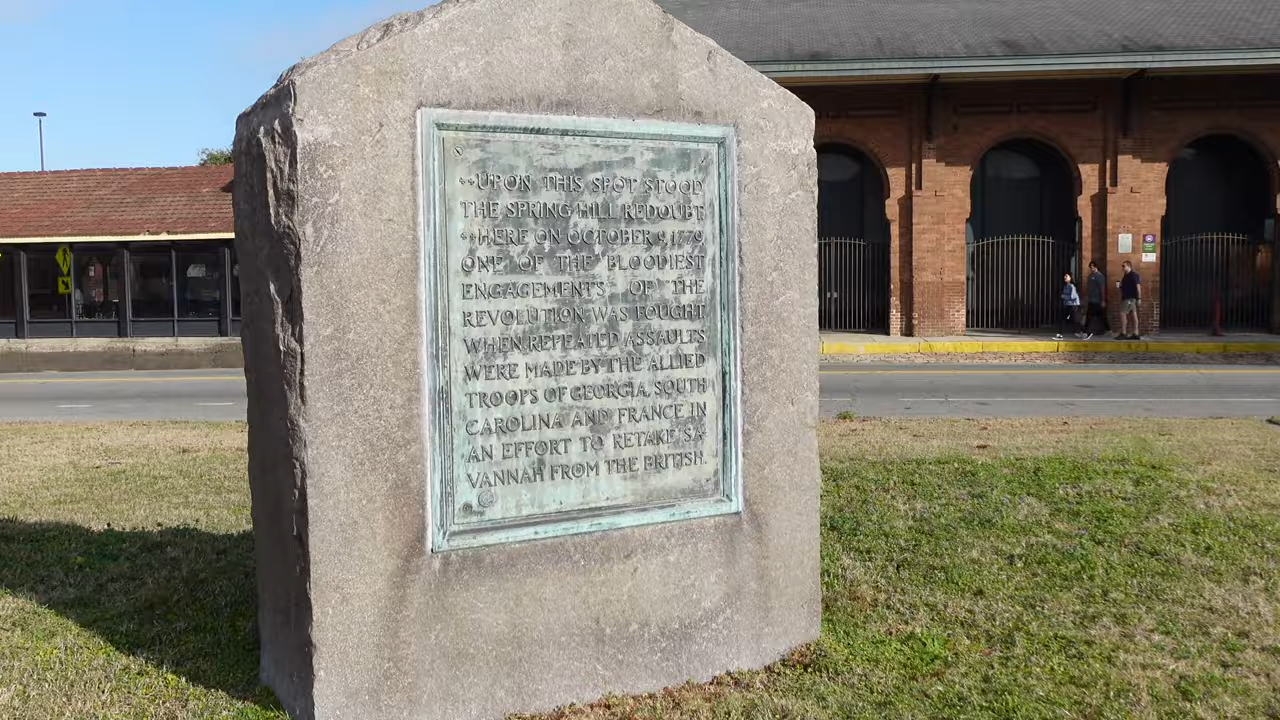 UPON THIS SPOT STOOD
THE SPRING HILL REDOUBT
HERE ON OCTOBER 9, 1779
ONE OF THE BLOODIEST
ENGAGEMENTS OF THE
REVOLUTION WAS FOUGHT
WHEN REPEATED ASSAULTS
WERE MADE BY THE ALLIED
TROOPS OF GEORGIA, SOUTH
CAROLINA AND FRANCE IN
AN EFFORT TO RETAKE SA-
VANNAH FROM THE BRITISH.